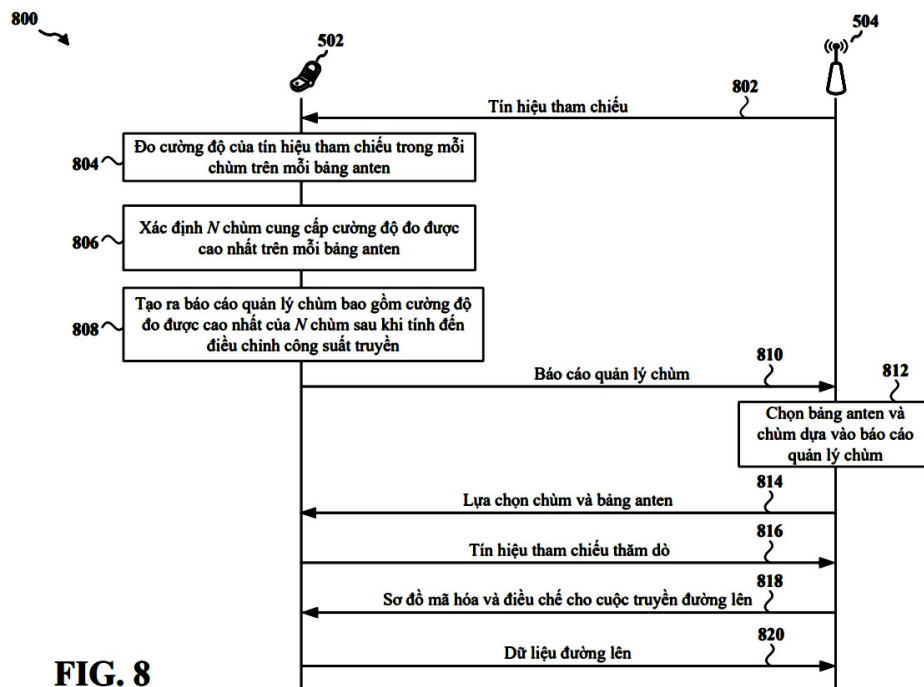 800
502
504
802
Tín hiệu tham chiếu
804
Đo cường độ của tín hiệu tham chiếu trong mỗi
chùm trên mỗi bảng anten
806
Xác định N chùm cung cấp cường độ đo được
cao nhất trên mỗi bảng anten
808
Tạo ra báo cáo quản lý chùm bao gồm cường độ
đo được cao nhất của N chùm sau khi tính đến
điều chỉnh công suất truyền
810
Báo cáo quản lý chùm
812
Chọn bảng anten và
chùm dựa vào báo cáo
quản lý chùm
814
Lựa chọn chùm và bảng anten
816
Tín hiệu tham chiếu thăm dò
818
Sơ đồ mã hóa và điều chế cho cuộc truyền đường lên
820
Dữ liệu đường lên
FIG. 8